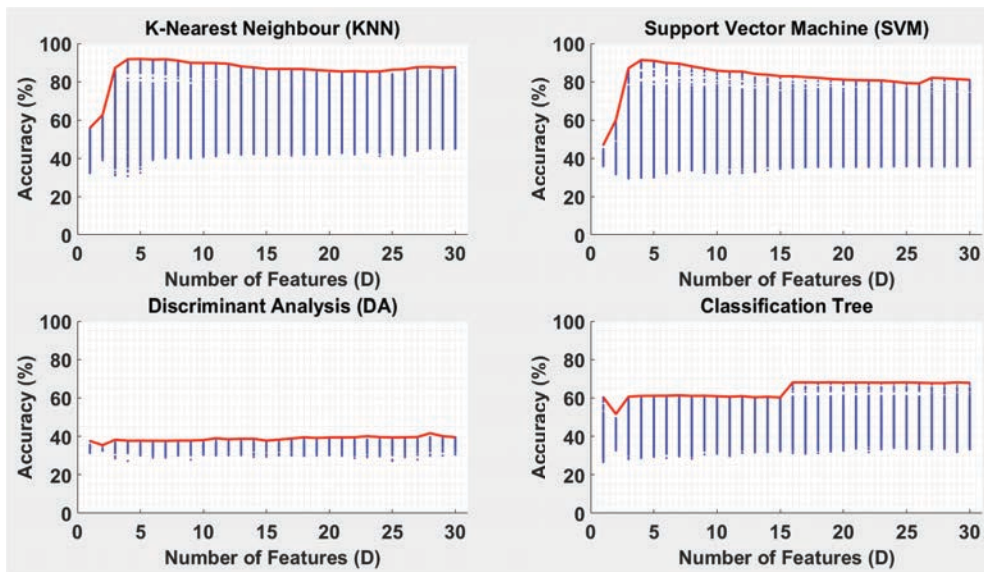 K-Nearest Neighbour (KNN)
100
80
60
40
20
0
Accuracy (%)
0 5 10 15 20 25 30
Number of Features (D)
Support Vector Machine (SVM)
100
80
60
40
20
0
Accuracy (%)
0 5 10 15 20 25 30
Number of Features (D)
Discriminant Analysis (DA)
100
80
60
40
20
0
Accuracy (%)
0 5 10 15 20 25 30
Number of Features (D)
Classification Tree
100
80
60
40
20
0
Accuracy (%)
0 5 10 15 20 25 30
Number of Features (D)